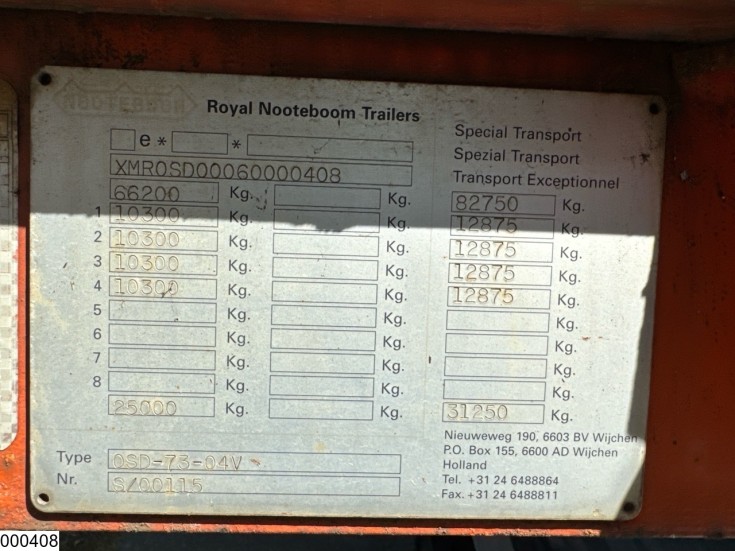 NOOTEBOOM
Royal Nooteboom Trailers
e * *
XMR0SD00060000408
66200 Kg. Kg.
1 10300 Kg. Kg.
2 10300 Kg. Kg.
3 10300 Kg. Kg.
4 10300 Kg. Kg.
5 Kg. Kg.
6 Kg. Kg.
7 Kg. Kg.
8 Kg. Kg.
25000 Kg. Kg.
Special Transport
Spezial Transport
Transport Exceptionnel
82750 Kg.
12875 Kg.
12875 Kg.
12875 Kg.
12875 Kg.
Kg.
Kg.
Kg.
Kg.
31250 Kg.
Type OSD-73-04V
Nr. S/00115
Nieuweweg 190, 6603 BV Wijchen
P.O. Box 155, 6600 AD Wijchen
Holland
Tel. +31 24 6488864
Fax. +31 24 6488811
000408